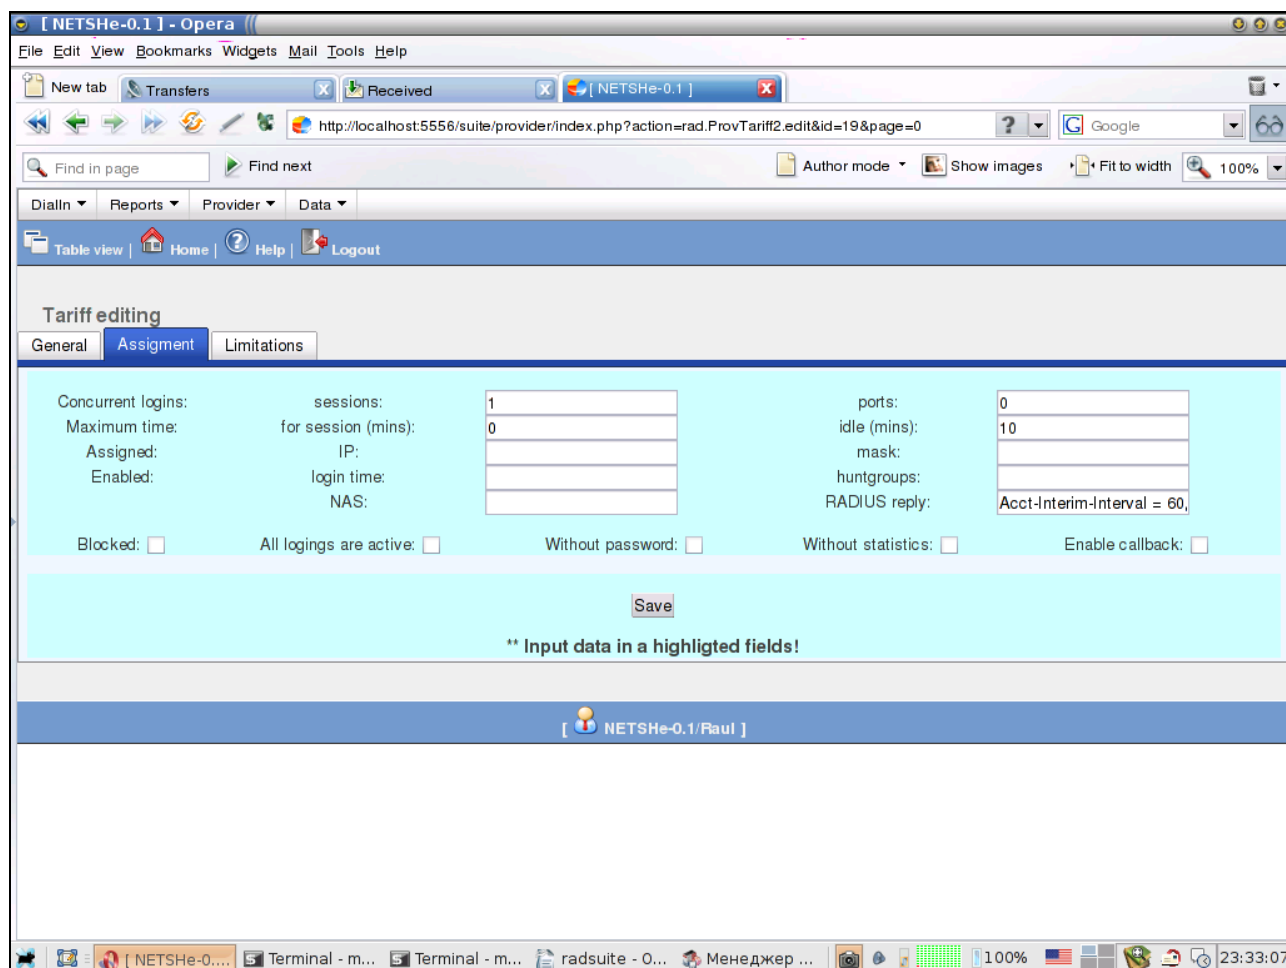 [ NETSHe-0.1 ] - Opera
File Edit View Bookmarks Widgets Mail Tools Help
New tab Transfers Received [ NETSHe-0.1 ]
http://localhost:5556/suite/provider/index.php?action=rad.ProvTariff2.edit&id=19&page=0 ? G Google
Find in page Find next Author mode Show images Fit to width 100%
DialIn Reports Provider Data
Table view | Home | Help | Logout
Tariff editing
General Assigment Limitations
Concurrent logins: sessions: 1 ports: 0
Maximum time: for session (mins): 0 idle (mins): 10
Assigned: IP: mask:
Enabled: login time: huntgroups:
NAS: RADIUS reply: Acct-Interim-Interval = 60,
Blocked: All logings are active: Without password: Without statistics: Enable callback:
Save
** Input data in a highligted fields!
[ NETSHe-0.1/Raul ]
[ NETSHe-0.... Terminal - m... Terminal - m... radsuite - O... Менеджер ... 100% 23:33:07